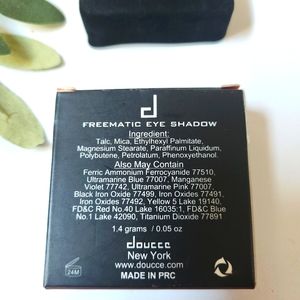 d
FREEMATIC EYE SHADOW
Ingredient:
Talc, Mica, Ethylhexyl Palmitate,
Magnesium Stearate, Paraffinum Liquidum,
Polybutene, Petrolatum, Phenoxyethanol.
Also May Contain
Ferric Ammonium Ferrocyanide 77510,
Ultramarine Blue 77007, Manganese
Violet 77742, Ultramarine Pink 77007,
Black Iron Oxide 77499, Iron Oxides 77491,
Iron Oxides 77492, Yellow 5 Lake 19140,
FD&C Red No.40 Lake 16035:1, FD&C Blue
No.1 Lake 42090, Titanium Dioxide 77891
1.4 grams / 0.05 oz
doucce
New York
www.doucce.com
MADE IN PRC
24M